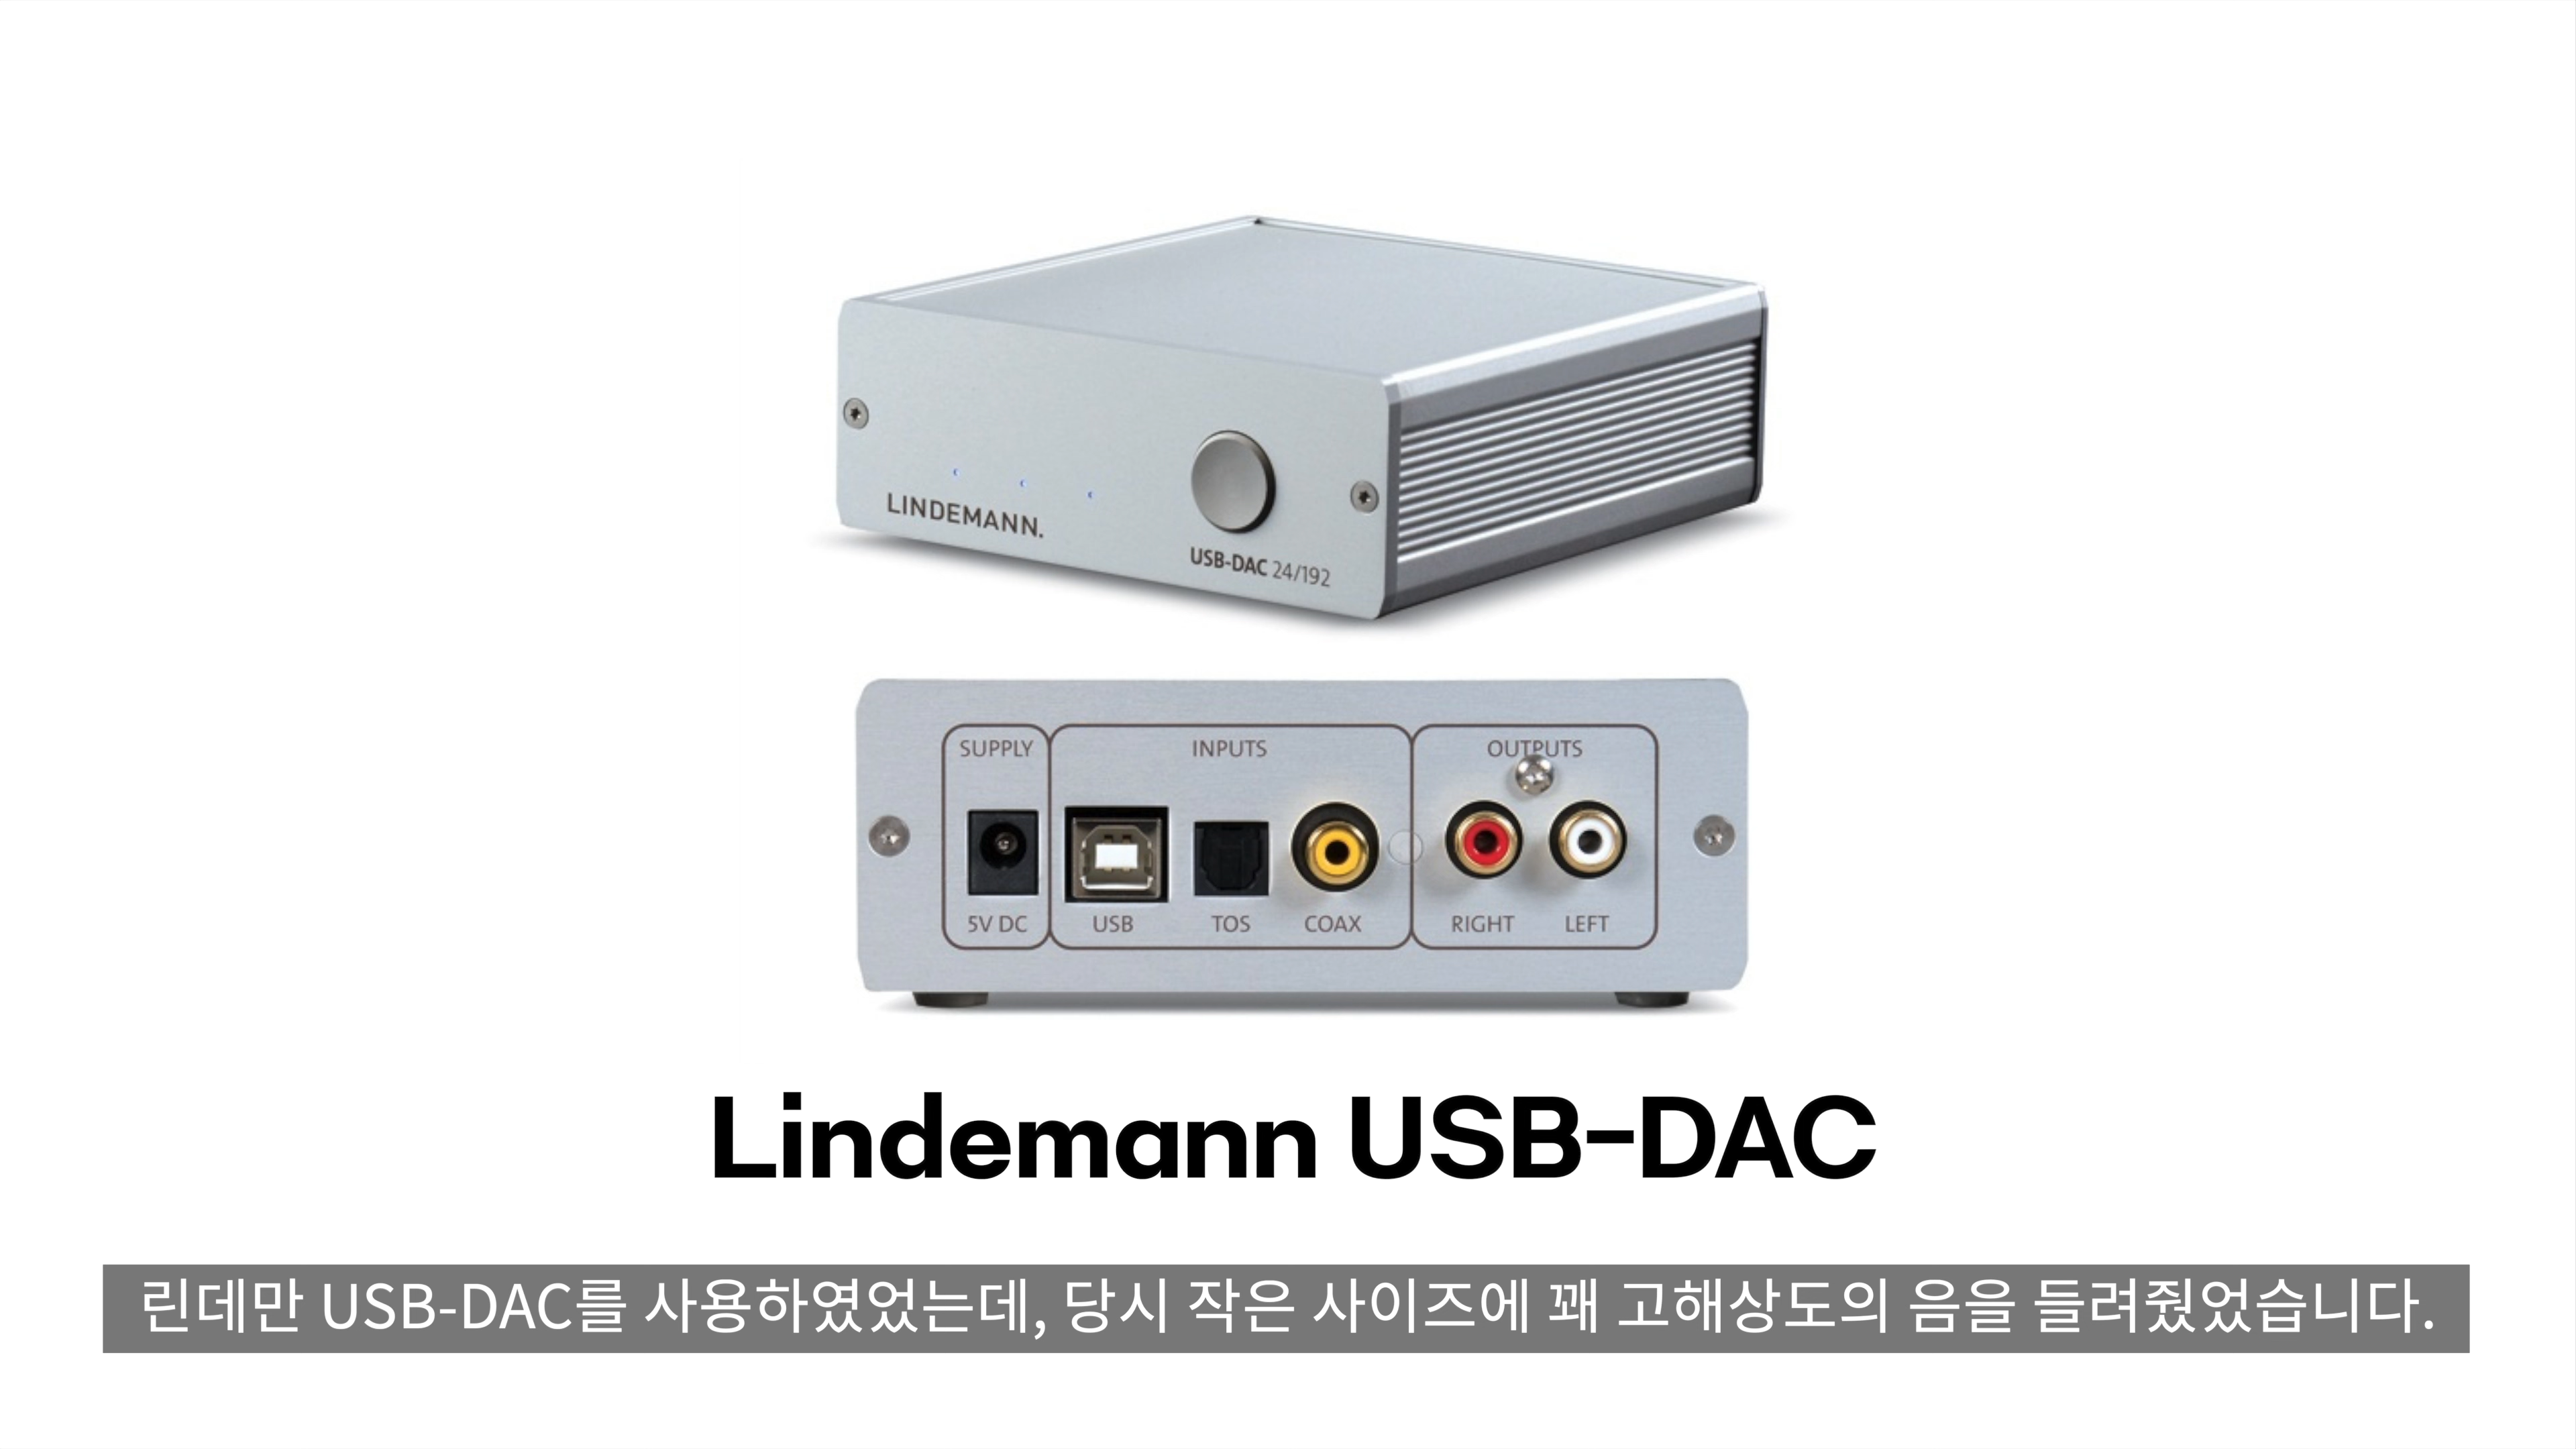 LINDEMANN.
USB-DAC 24/192
SUPPLY INPUTS OUTPUTS
5V DC USB TOS COAX RIGHT LEFT
Lindemann USB-DAC
린데만 USB-DAC를 사용하였었는데, 당시 작은 사이즈에 꽤 고해상도의 음을 들려줬었습니다.